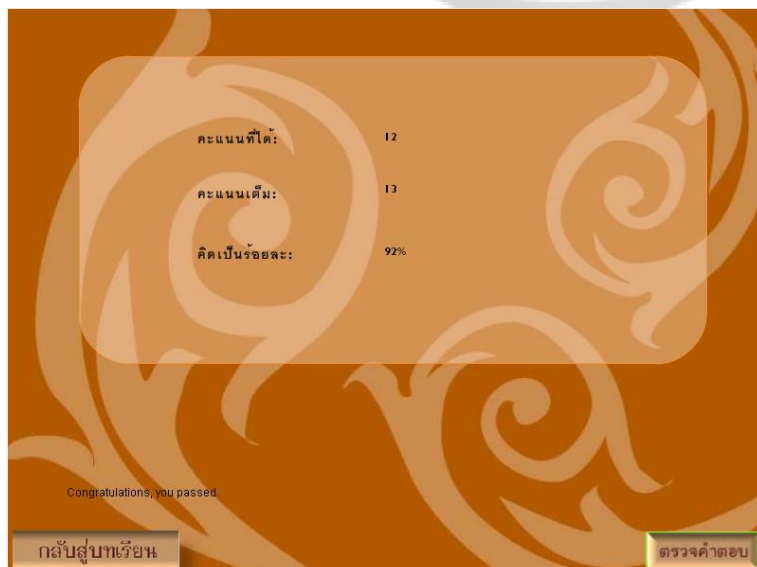 คะแนนที่ได้: 12
คะแนนเต็ม: 13
คิดเป็นร้อยละ: 92%
Congratulations, you passed.
กลับสู่บทเรียน
ตรวจคำตอบ